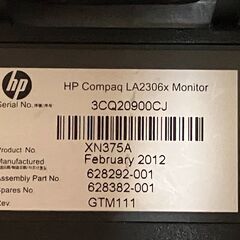 hp
HP Compaq LA2306x Monitor
Serial No.
3CQ20900CJ
Product No XN375A
Manufactured February 2012
Assembly Part No. 628292-001
Spares No 628382-001
Rev. GTM111